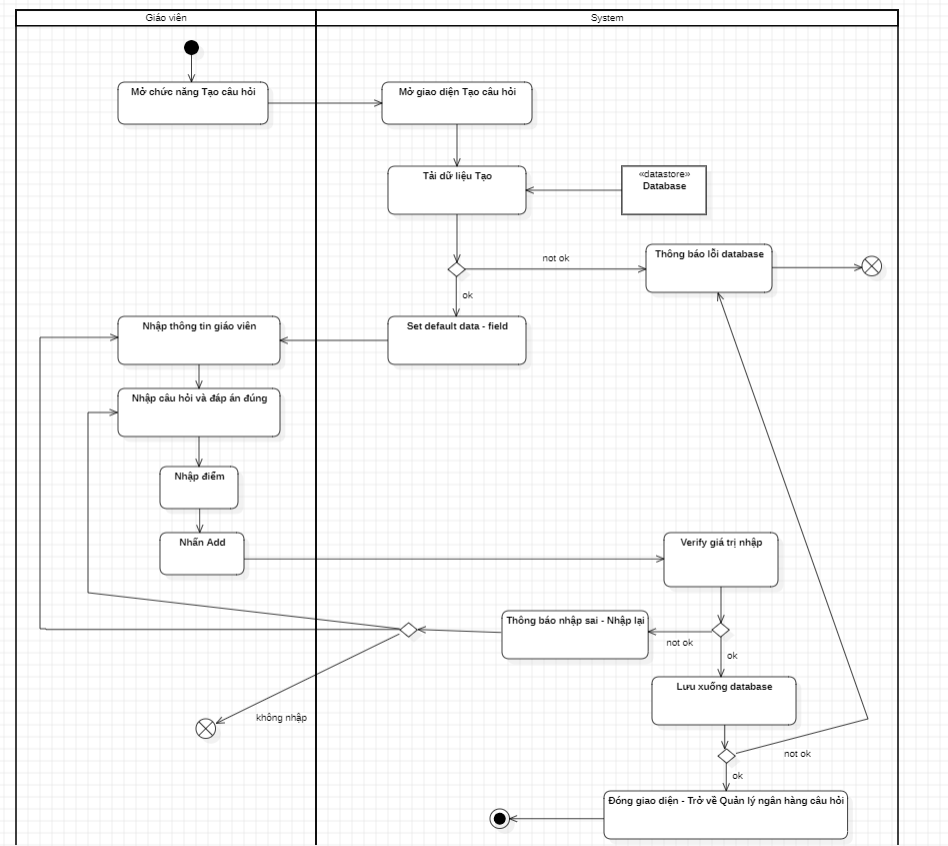 Giáo viên
System
Mở chức năng Tạo câu hỏi
Mở giao diện Tạo câu hỏi
Tải dữ liệu Tạo
«datastore»
Database
not ok
Thông báo lỗi database
ok
Nhập thông tin giáo viên
Set default data - field
Nhập câu hỏi và đáp án đúng
Nhập điểm
Nhấn Add
Verify giá trị nhập
Thông báo nhập sai - Nhập lại
not ok
ok
Lưu xuống database
không nhập
not ok
ok
Đóng giao diện - Trở về Quản lý ngân hàng câu hỏi